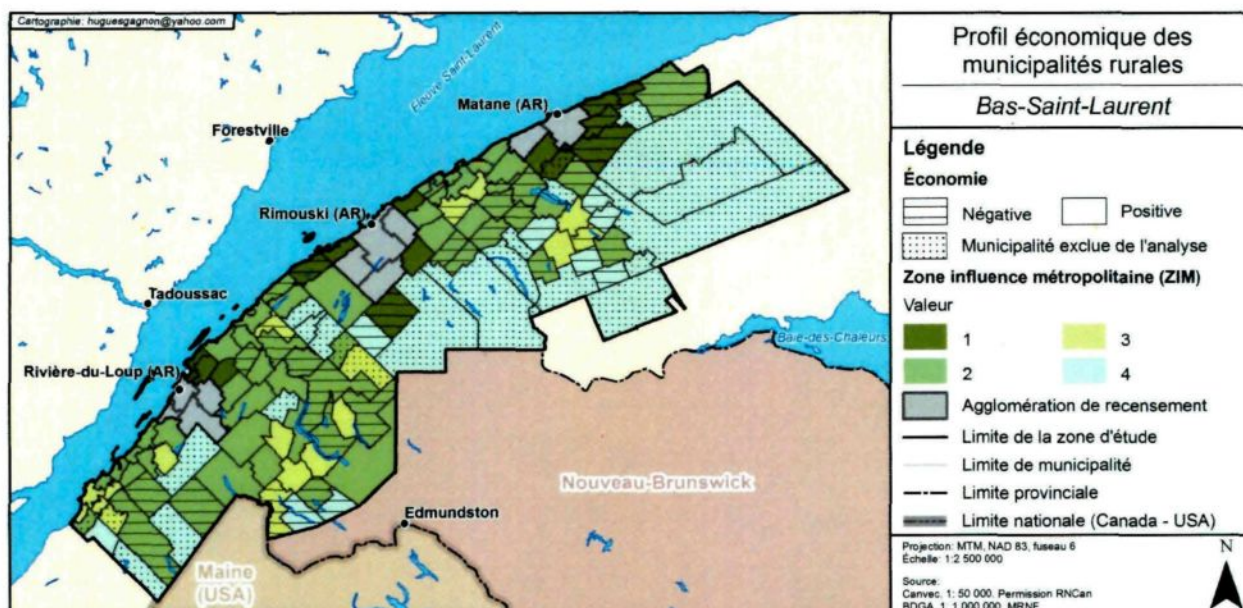 Cartographie: huguesgagnon@yahoo.com
Fleuve Saint-Laurent
Matane (AR)
Forestville
Rimouski (AR)
Tadoussac
Baie-des-Chaleurs
Rivière-du-Loup (AR)
Nouveau-Brunswick
Edmundston
Maine
(USA)
Profil économique des
municipalités rurales
Bas-Saint-Laurent
Légende
Économie
Négative Positive
Municipalité exclue de l'analyse
Zone influence métropolitaine (ZIM)
Valeur
1 3
2 4
Agglomération de recensement
Limite de la zone d'étude
Limite de municipalité
Limite provinciale
Limite nationale (Canada - USA)
Projection: MTM, NAD 83, fuseau 6
Échelle: 1:2 500 000
N
Source:
Canvec, 1: 50 000. Permission RNCan
BDGA, 1: 1 000 000, MRNF